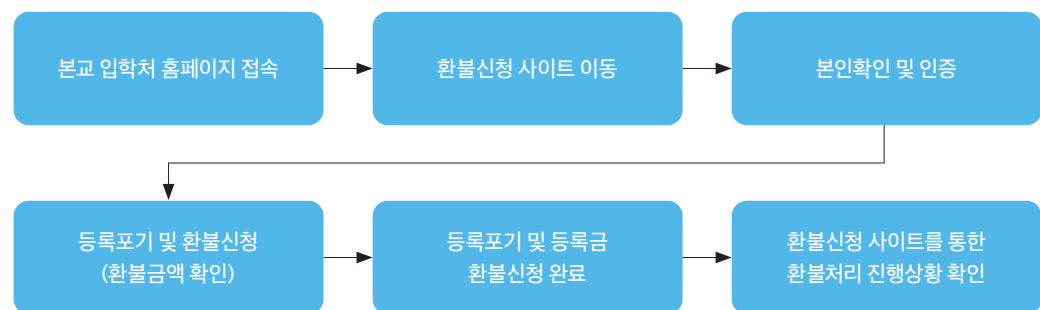 본교 입학처 홈페이지 접속
환불신청 사이트 이동
본인확인 및 인증
등록포기 및 환불신청
(환불금액 확인)
등록포기 및 등록금
환불신청 완료
환불신청 사이트를 통한
환불처리 진행상황 확인